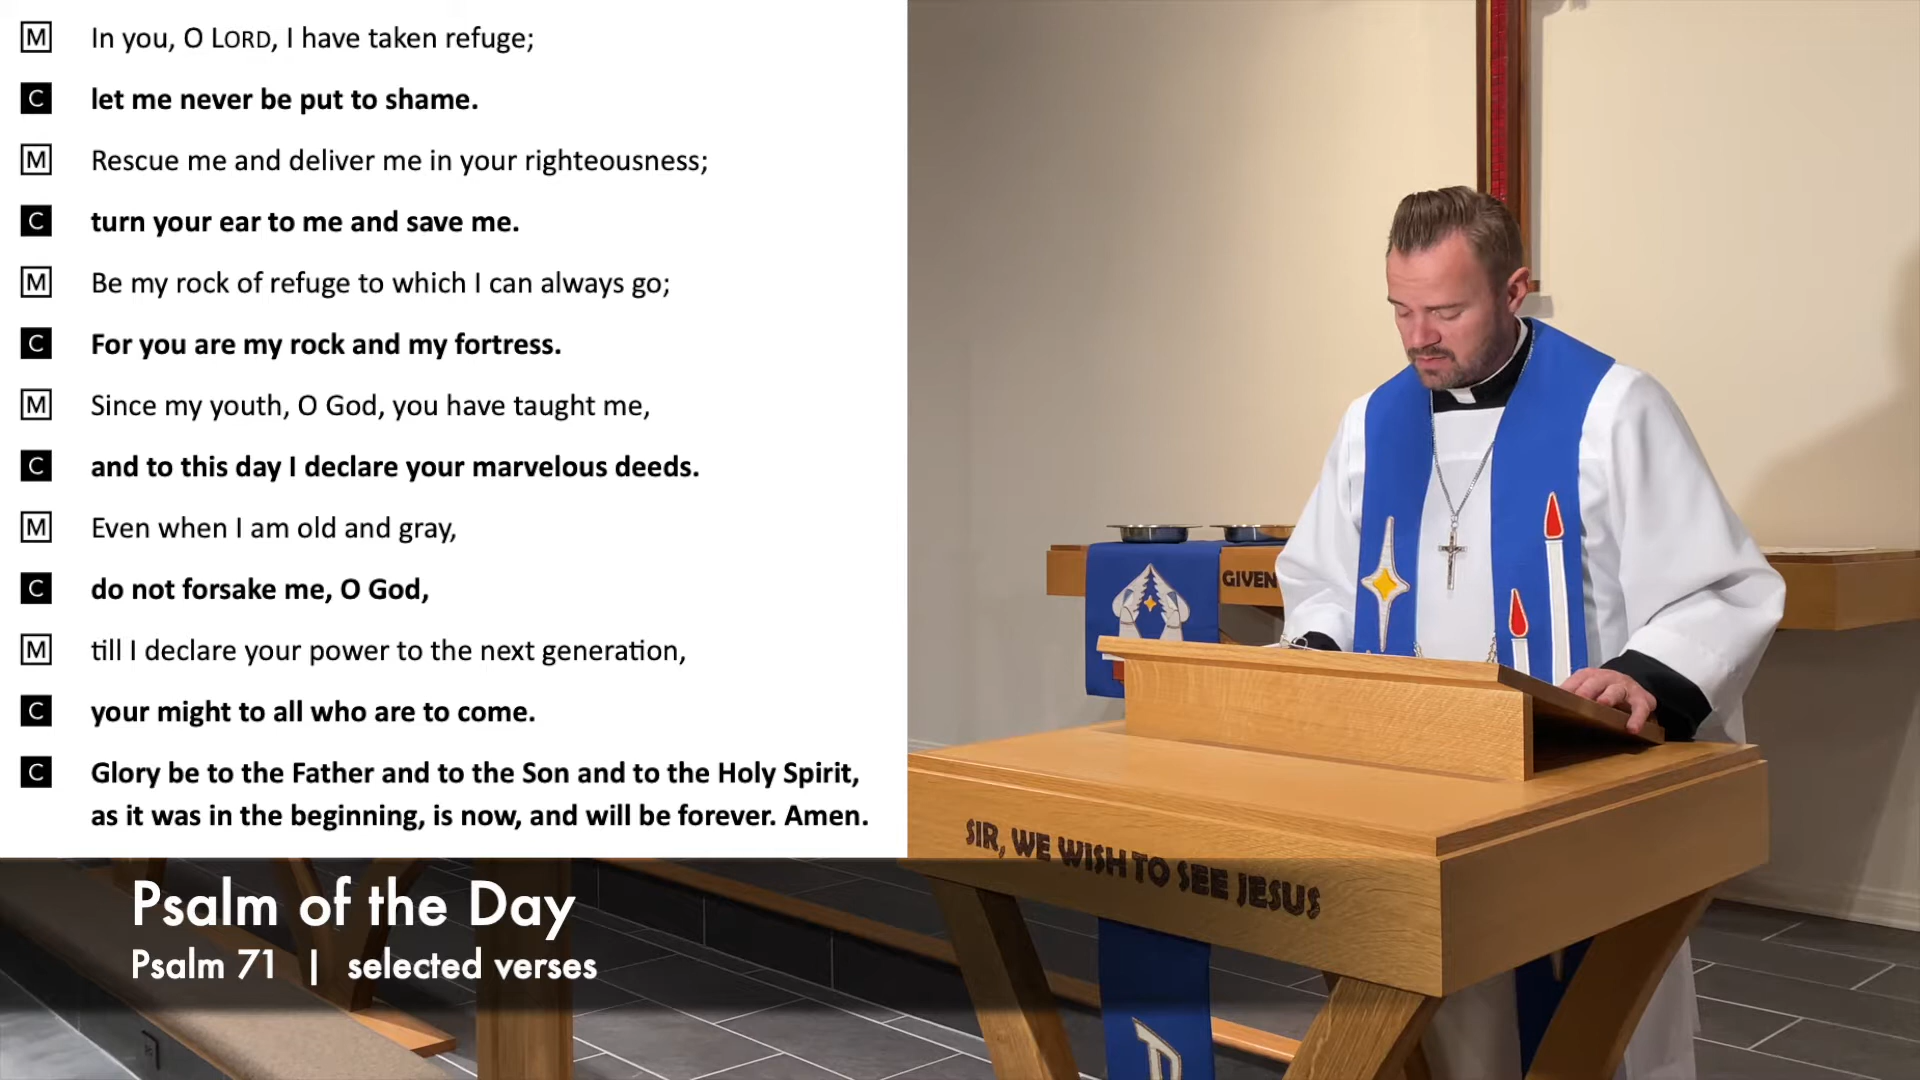 M In you, O LORD, I have taken refuge;
C let me never be put to shame.
M Rescue me and deliver me in your righteousness;
C turn your ear to me and save me.
M Be my rock of refuge to which I can always go;
C For you are my rock and my fortress.
M Since my youth, O God, you have taught me,
C and to this day I declare your marvelous deeds.
M Even when I am old and gray,
C do not forsake me, O God,
M till I declare your power to the next generation,
C your might to all who are to come.
C Glory be to the Father and to the Son and to the Holy Spirit,
as it was in the beginning, is now, and will be forever. Amen.
Psalm of the Day
Psalm 71 | selected verses
GIVEN
SIR, WE WISH TO SEE JESUS